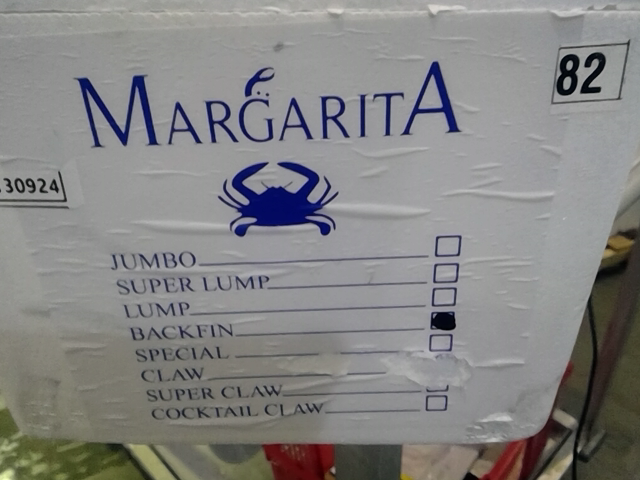 MARGARITA
82
30924
JUMBO
SUPER LUMP
LUMP
BACKFIN
SPECIAL
CLAW
SUPER CLAW
COCKTAIL CLAW